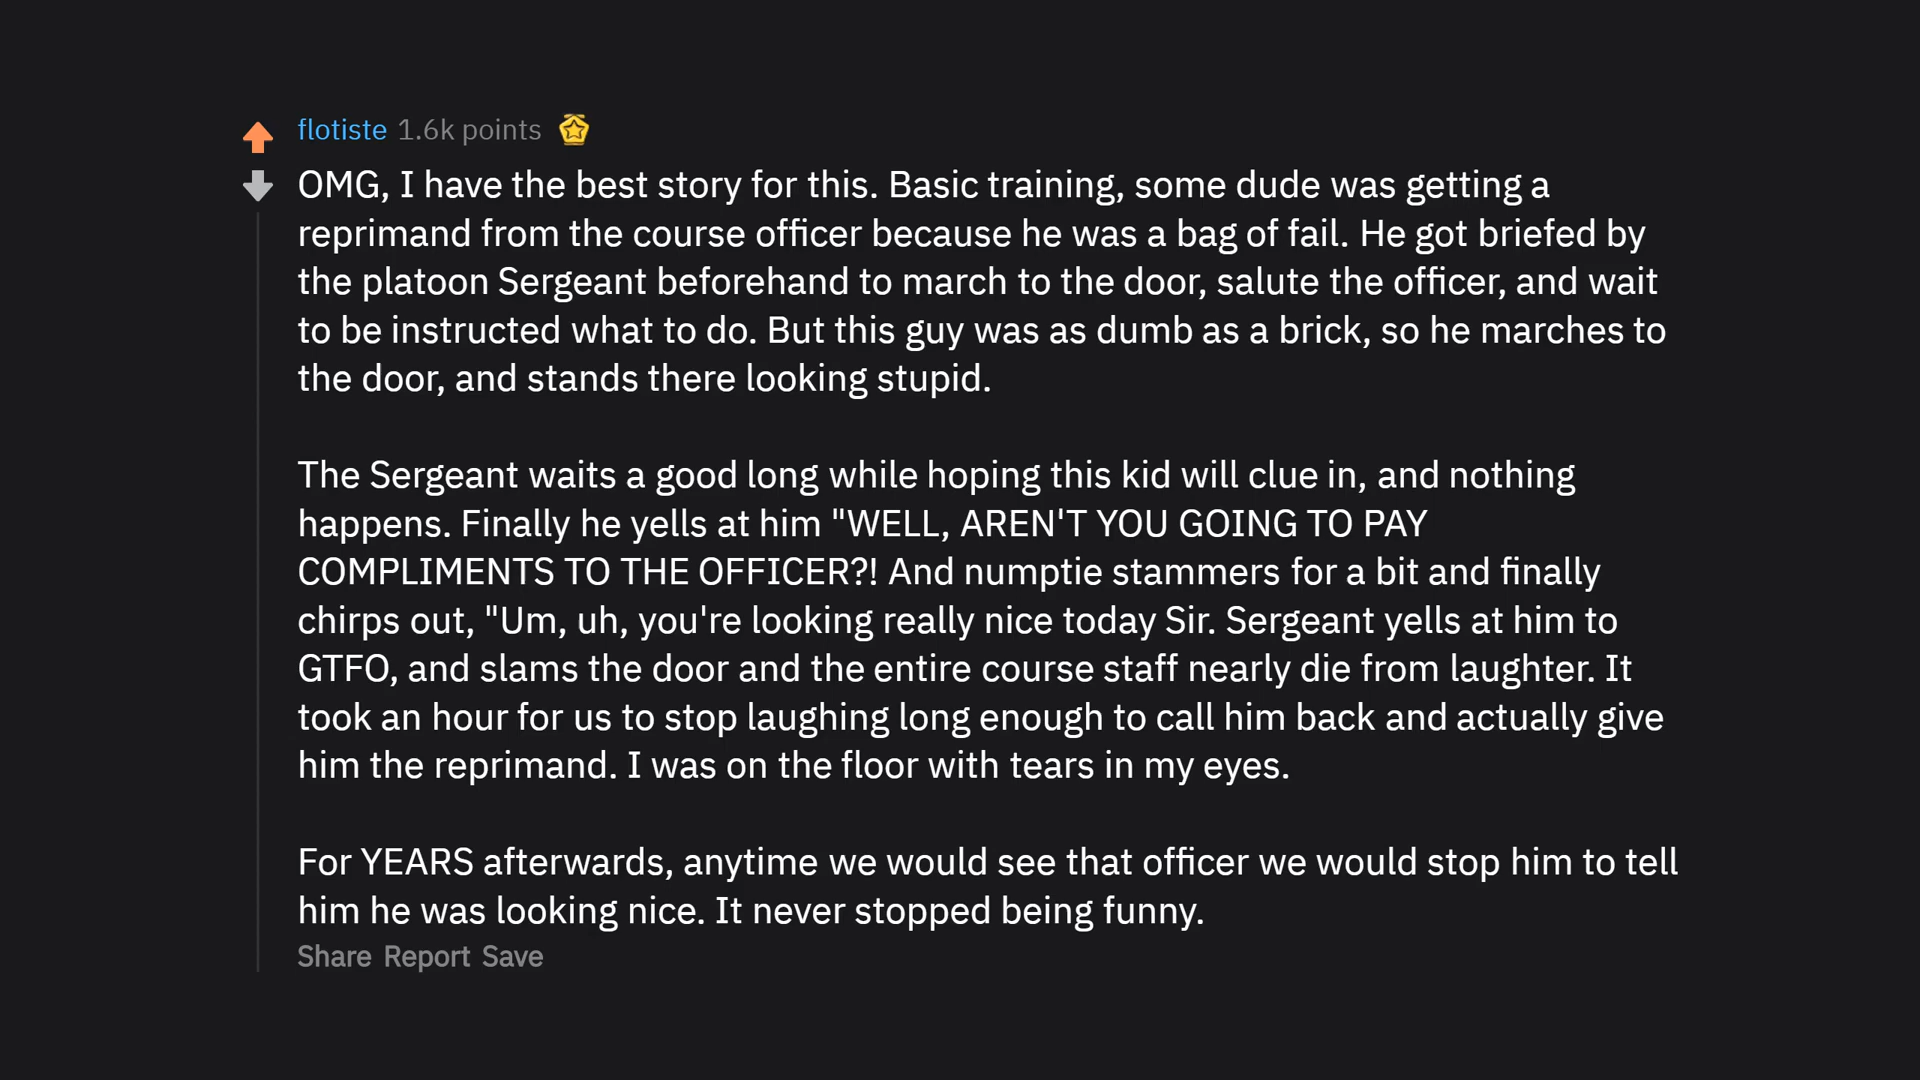 flotiste 1.6k points
OMG, I have the best story for this. Basic training, some dude was getting a
reprimand from the course officer because he was a bag of fail. He got briefed by
the platoon Sergeant beforehand to march to the door, salute the officer, and wait
to be instructed what to do. But this guy was as dumb as a brick, so he marches to
the door, and stands there looking stupid.
The Sergeant waits a good long while hoping this kid will clue in, and nothing
happens. Finally he yells at him "WELL, AREN'T YOU GOING TO PAY
COMPLIMENTS TO THE OFFICER?! And numptie stammers for a bit and finally
chirps out, "Um, uh, you're looking really nice today Sir. Sergeant yells at him to
GTFO, and slams the door and the entire course staff nearly die from laughter. It
took an hour for us to stop laughing long enough to call him back and actually give
him the reprimand. I was on the floor with tears in my eyes.
For YEARS afterwards, anytime we would see that officer we would stop him to tell
him he was looking nice. It never stopped being funny.
Share Report Save